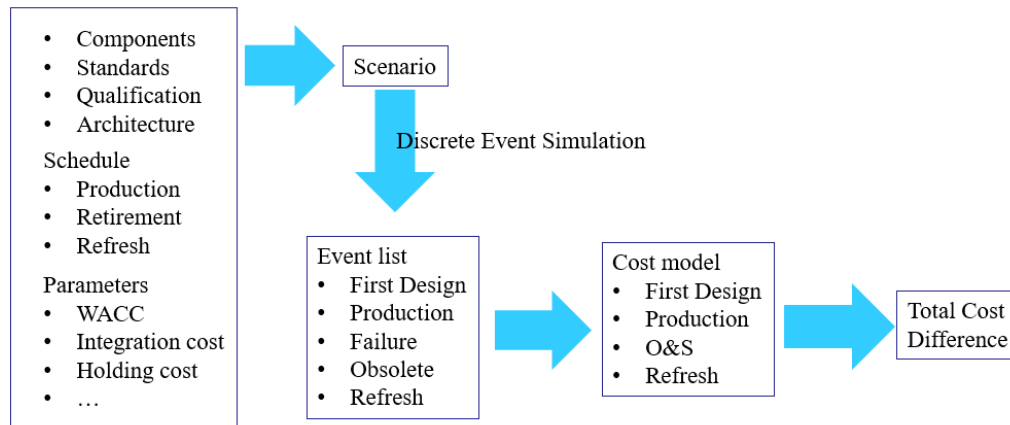 • Components
• Standards
• Qualification
• Architecture
Schedule
• Production
• Retirement
• Refresh
Parameters
• WACC
• Integration cost
• Holding cost
• …
Scenario
Discrete Event Simulation
Event list
• First Design
• Production
• Failure
• Obsolete
• Refresh
Cost model
• First Design
• Production
• O&S
• Refresh
Total Cost
Difference